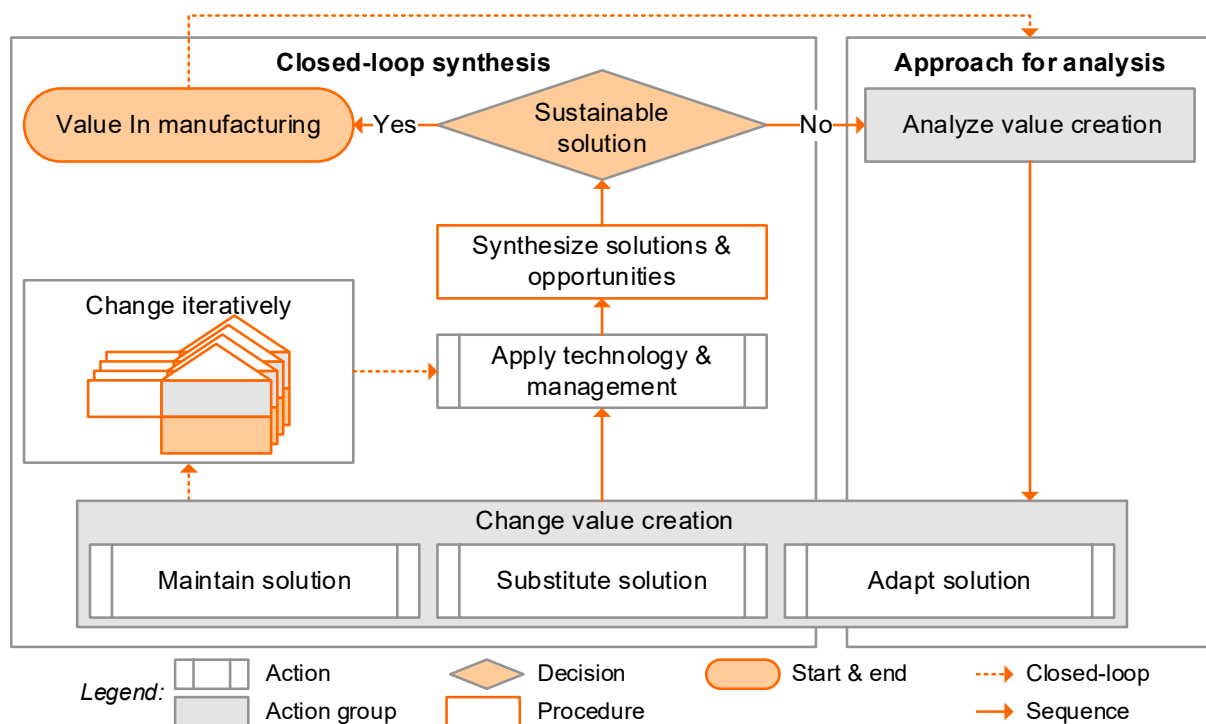 Closed-loop synthesis
Approach for analysis
Value In manufacturing
Yes
Sustainable
solution
No
Analyze value creation
Synthesize solutions &
opportunities
Change iteratively
Apply technology &
management
Change value creation
Maintain solution
Substitute solution
Adapt solution
Legend:
Action
Decision
Start & end
Closed-loop
Action group
Procedure
Sequence